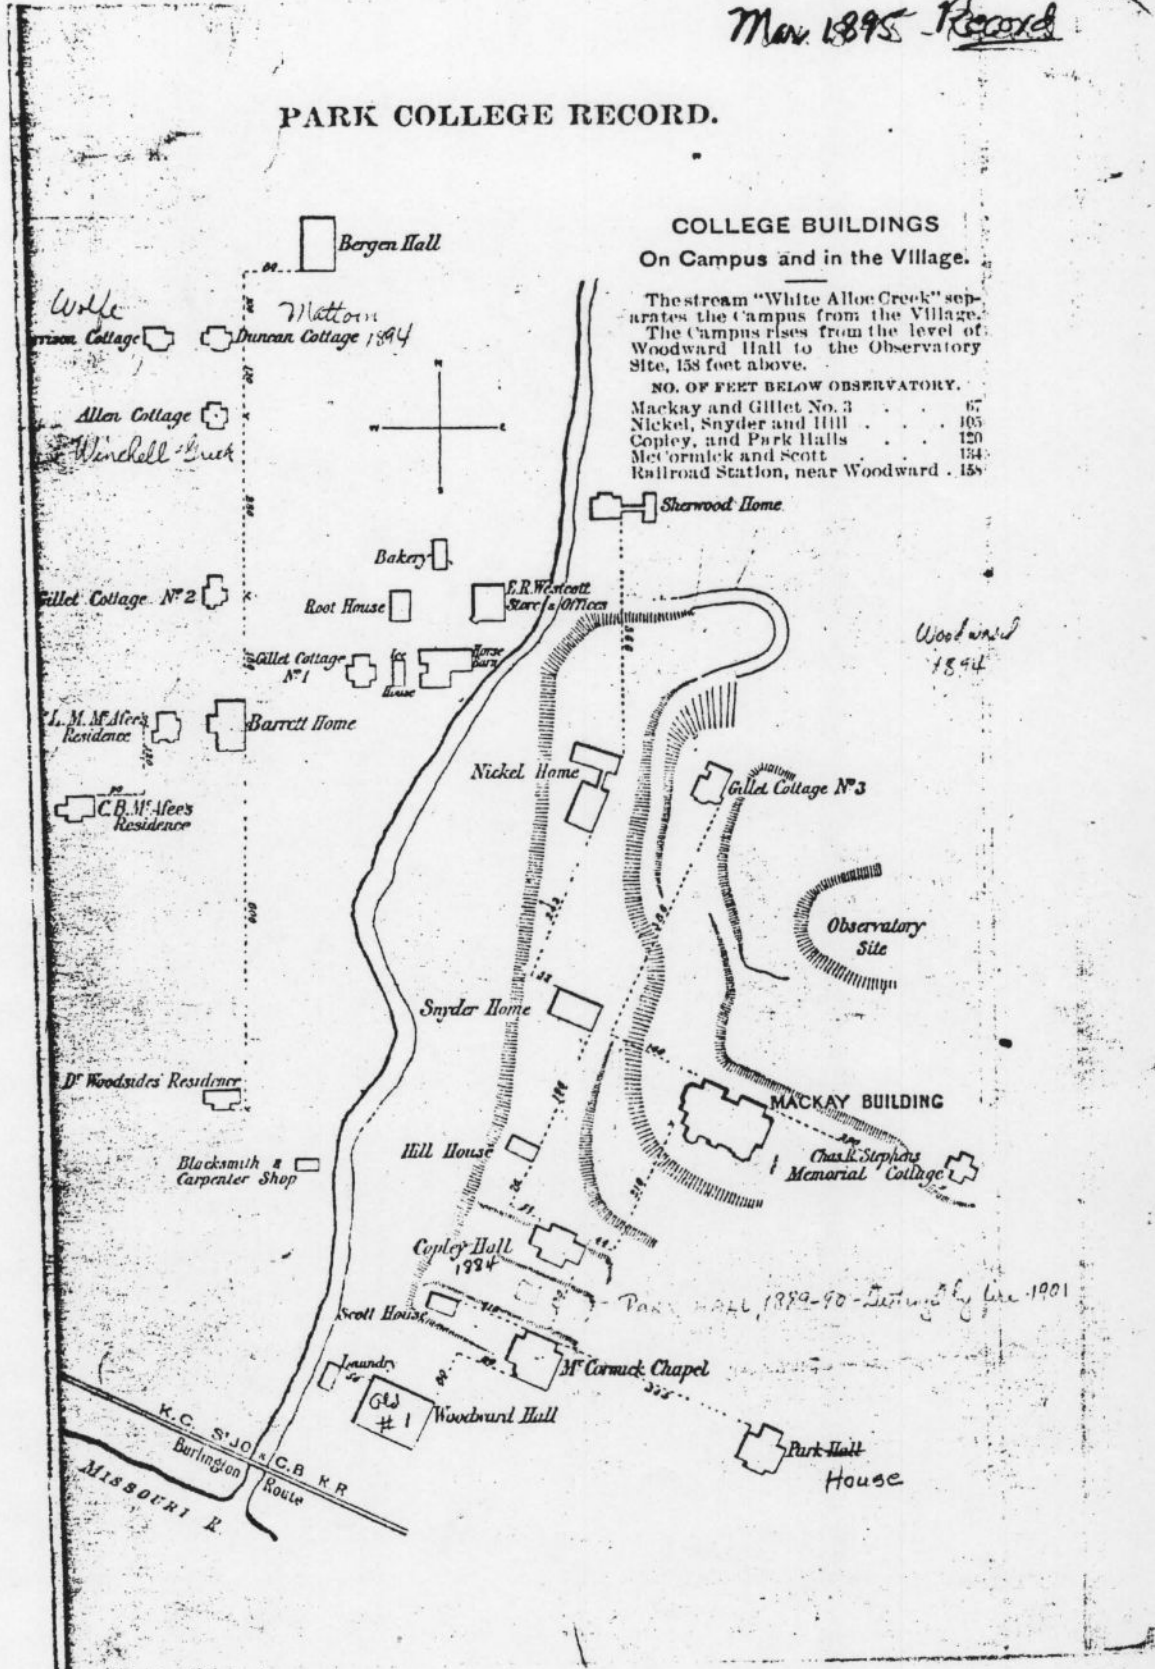 Mar. 1895 - Record
PARK COLLEGE RECORD.
COLLEGE BUILDINGS
On Campus and in the Village.
The stream "White Alloe Creek" sep-
arates the Campus from the Village.
The Campus rises from the level of
Woodward Hall to the Observatory
Site, 158 feet above.
NO. OF FEET BELOW OBSERVATORY.
Mackay and Gillet No. 3 . . 67
Nickel, Snyder and Hill . . . 105
Copley, and Park Halls . . 120
McCormick and Scott . . 134
Railroad Station, near Woodward . 158
Bergen Hall
Wolfe
Mattoon
rrison Cottage
Duncan Cottage 1894
Allen Cottage
Winchell
N
W
E
S
Sherwood Home
Bakery
Gillet Cottage Nº 2
Root House
E.R. Westcott
Store & Offices
Woodward
1894
Gillet Cottage
Nº 1
Ice
House
Horse
Barn
L. M. McAfee's
Residence
Barrett Home
Nickel Home
Gillet Cottage Nº 3
C.B. McAfee's
Residence
Observatory
Site
Snyder Home
Dr Woodsides' Residence
MACKAY BUILDING
Hill House
Chas. R. Stephens
Memorial Cottage
Blacksmith &
Carpenter Shop
Copley Hall
1884
PARK HALL, 1889-90 - Destroyed by fire - 1901
Scott House
Laundry
McCormick Chapel
Old
# 1
Woodward Hall
Park Hall
House
K.C. St JO & C.B R R
Burlington
Route
MISSOURI R.